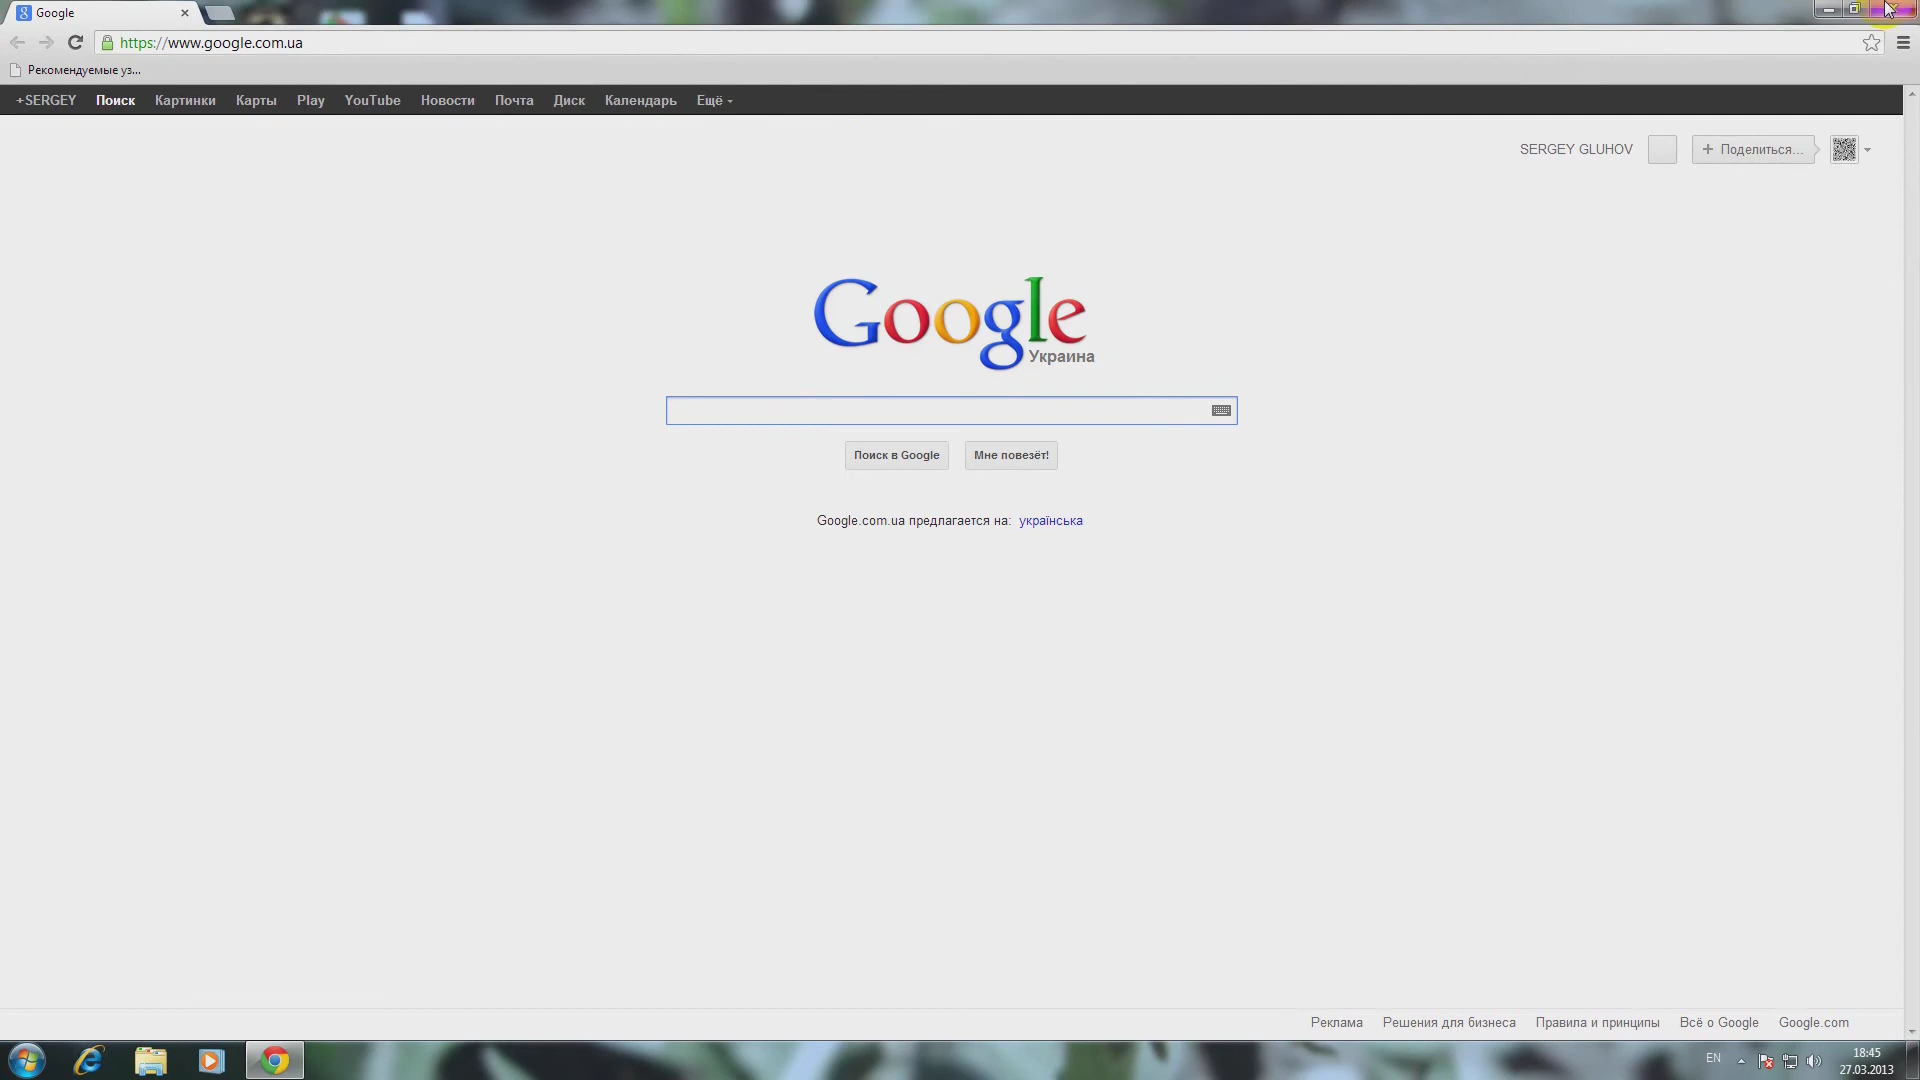 Google
https://www.google.com.ua
Рекомендуемые уз...
+SERGEY Поиск Картинки Карты Play YouTube Новости Почта Диск Календарь Ещё
SERGEY GLUHOV + Поделиться...
Google
Украина
Поиск в Google Мне повезёт!
Google.com.ua предлагается на: українська
Реклама Решения для бизнеса Правила и принципы Всё о Google Google.com
EN 18:45
27.03.2013